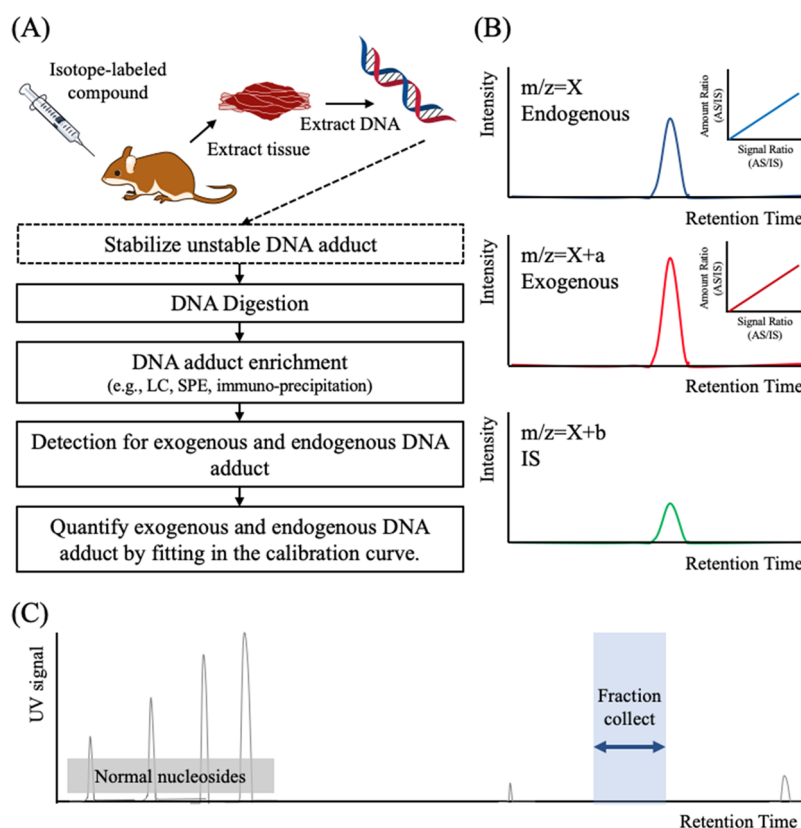 (A)
Isotope-labeled
compound
Extract tissue
Extract DNA
Stabilize unstable DNA adduct
DNA Digestion
DNA adduct enrichment
(e.g., LC, SPE, immuno-precipitation)
Detection for exogenous and endogenous DNA
adduct
Quantify exogenous and endogenous DNA
adduct by fitting in the calibration curve.
(B)
Intensity
m/z=X
Endogenous
Amount Ratio
(AS/IS)
Signal Ratio
(AS/IS)
Retention Time
Intensity
m/z=X+a
Exogenous
Amount Ratio
(AS/IS)
Signal Ratio
(AS/IS)
Retention Time
Intensity
m/z=X+b
IS
Retention Time
(C)
UV signal
Normal nucleosides
Fraction
collect
Retention Time